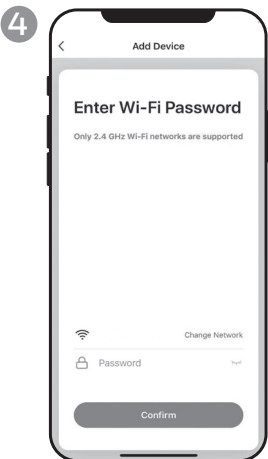 4
Add Device
Enter Wi-Fi Password
Only 2.4 GHz Wi-Fi networks are supported
Change Network
Password
Confirm